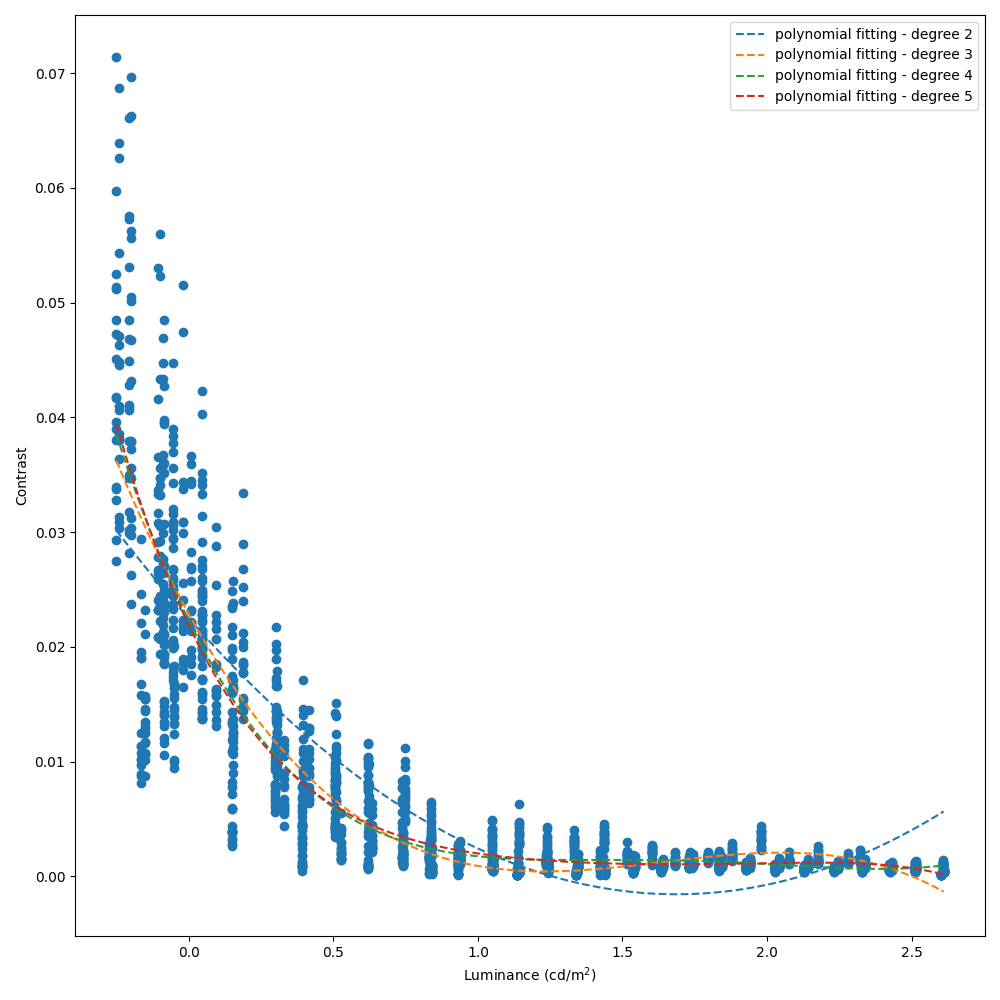 polynomial fitting - degree 2
polynomial fitting - degree 3
polynomial fitting - degree 4
polynomial fitting - degree 5
0.07
0.06
0.05
0.04
0.03
0.02
0.01
0.00
Contrast
0.0 0.5 1.0 1.5 2.0 2.5
Luminance (cd/m²)